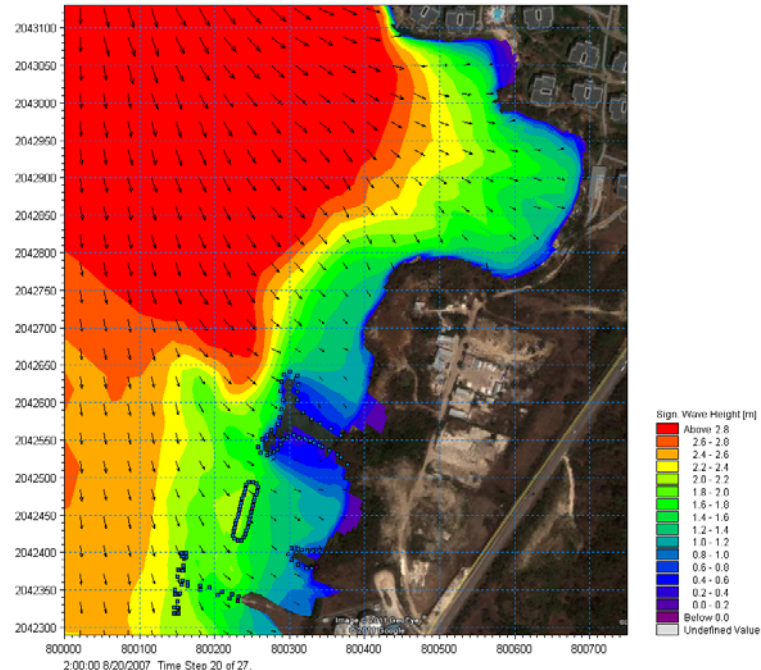 2043100
2043050
2043000
2042950
2042900
2042850
2042800
2042750
2042700
2042650
2042600
2042550
2042500
2042450
2042400
2042350
2042300
800000 800100 800200 800300 800400 800500 800600 800700
2:00:00 8/20/2007 Time Step 20 of 27.
Sign. Wave Height [m]
Above 2.8
2.6 - 2.8
2.4 - 2.6
2.2 - 2.4
2.0 - 2.2
1.8 - 2.0
1.6 - 1.8
1.4 - 1.6
1.2 - 1.4
1.0 - 1.2
0.8 - 1.0
0.6 - 0.8
0.4 - 0.6
0.2 - 0.4
0.0 - 0.2
Below 0.0
Undefined Value
Image © 2011 GeoEye
© 2011 Google